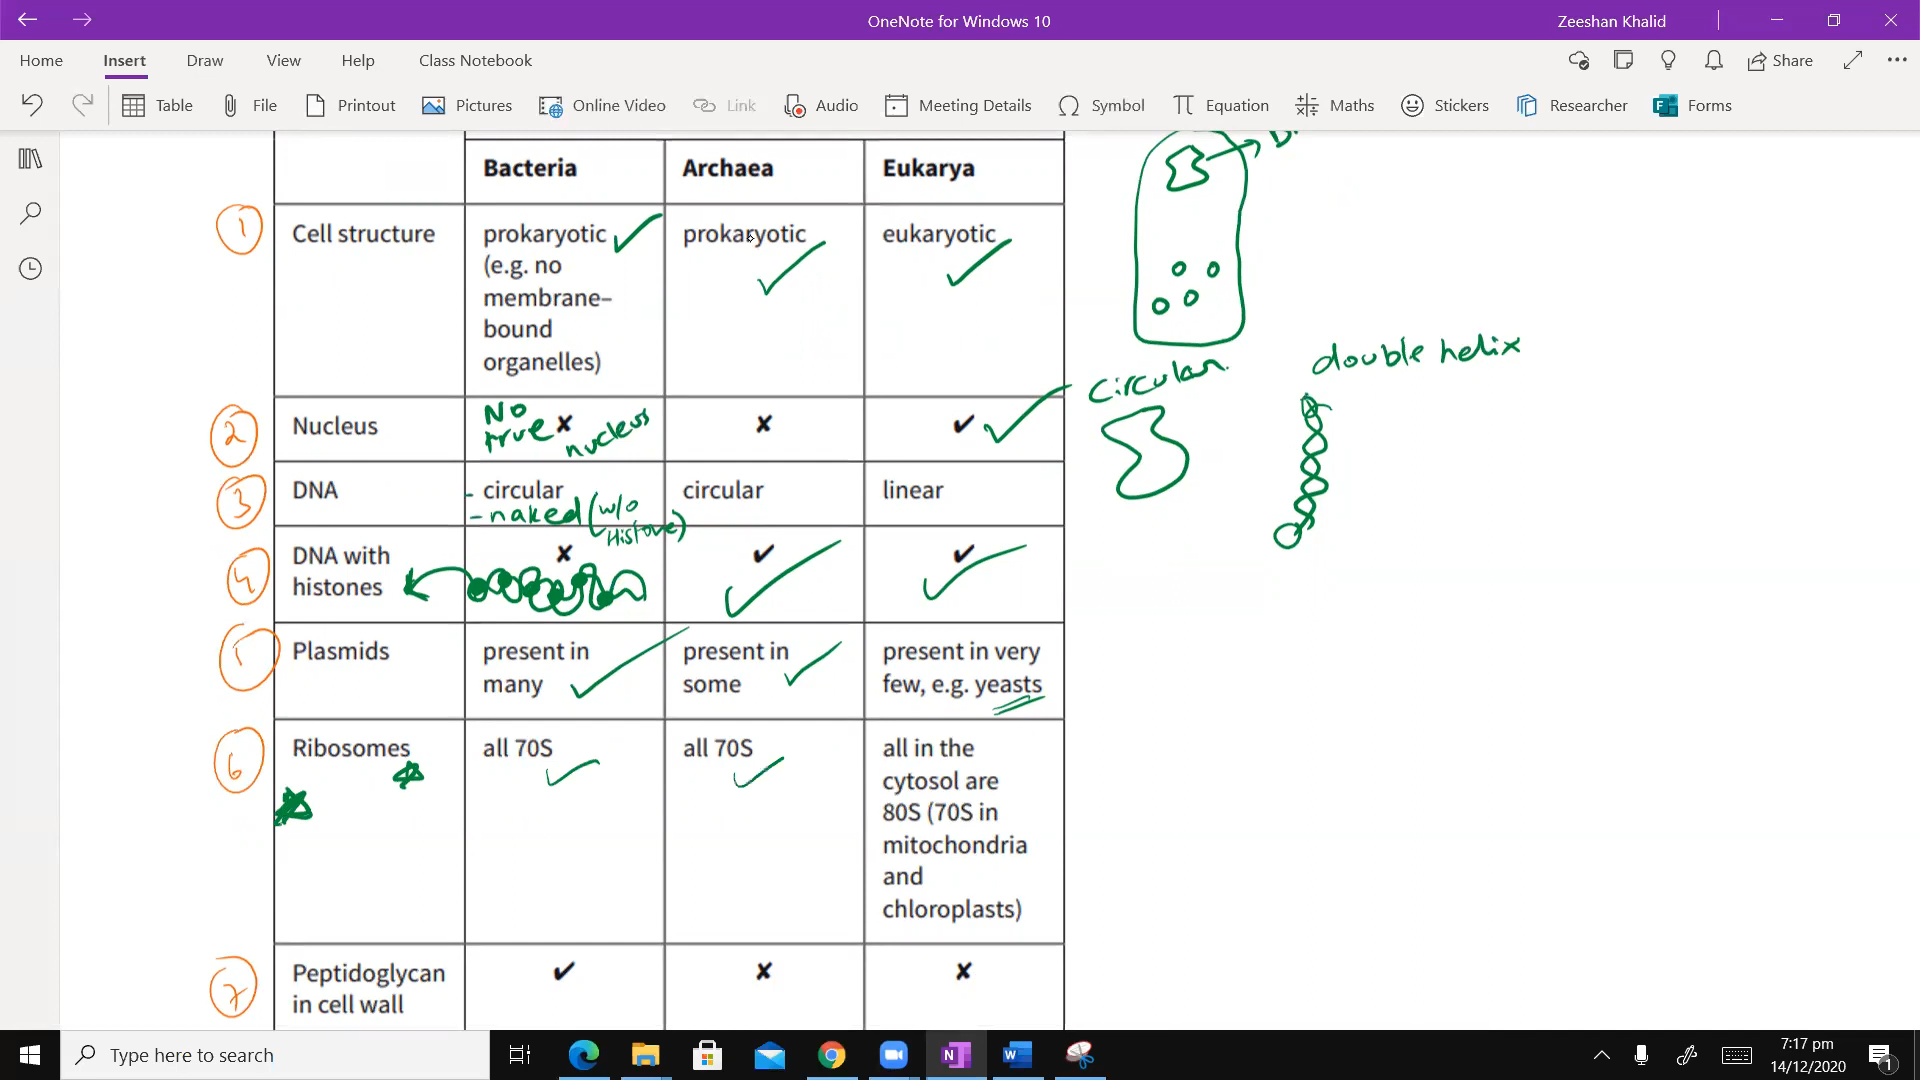 OneNote for Windows 10
Zeeshan Khalid
Home Insert Draw View Help Class Notebook
Share
Table File Printout Pictures Online Video Link Audio Meeting Details Symbol Equation Maths Stickers Researcher Forms
Bacteria Archaea Eukarya
1 Cell structure
prokaryotic
(e.g. no
membrane–
bound
organelles)
prokaryotic
eukaryotic
2 Nucleus
No
true ✘ nucleus
✘
✔
3 DNA
- circular
- naked (w/o
Histone)
circular
linear
4 DNA with
histones
✘
✔
✔
Plasmids
present in
many
present in
some
present in very
few, e.g. yeasts
6 Ribosomes
all 70S
all 70S
all in the
cytosol are
80S (70S in
mitochondria
and
chloroplasts)
7 Peptidoglycan
in cell wall
✔
✘
✘
circular
double helix
Type here to search
N
W
7:17 pm
14/12/2020
1